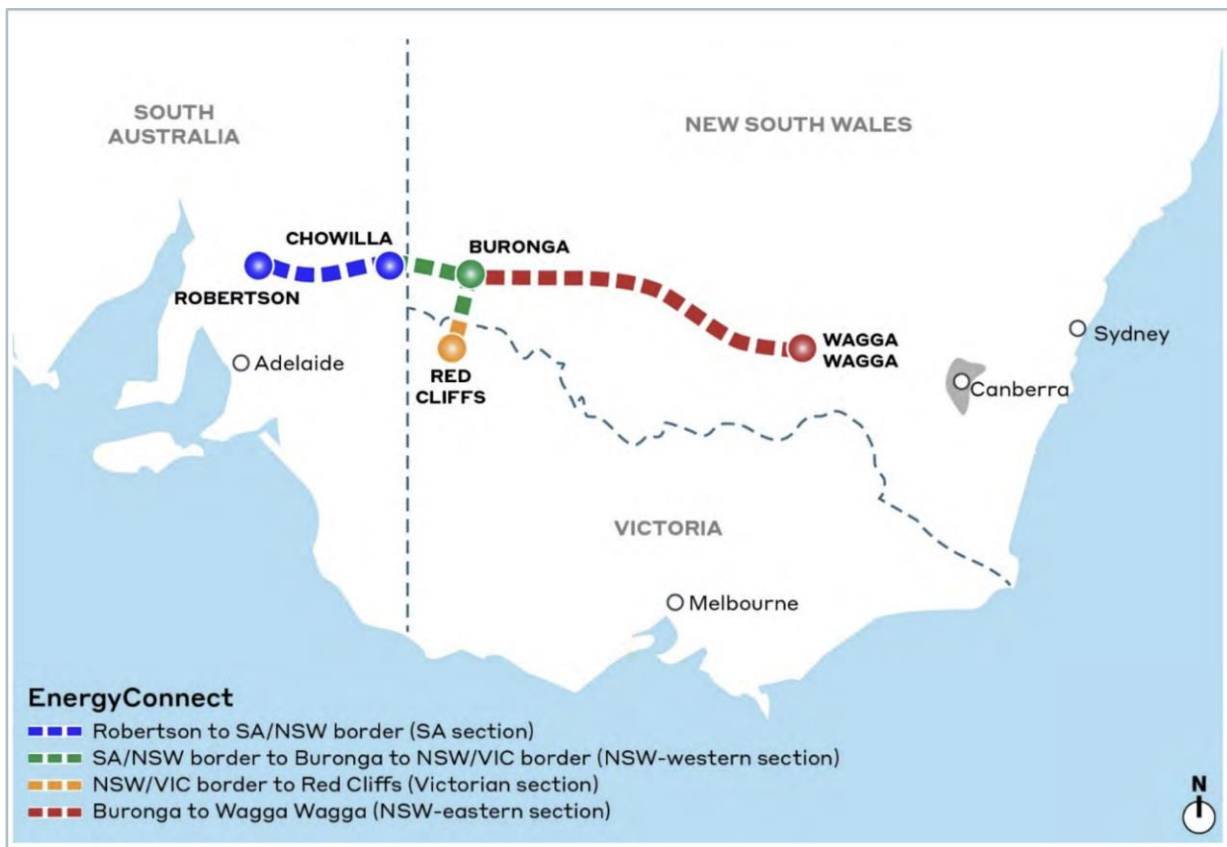 SOUTH
AUSTRALIA
NEW SOUTH WALES
CHOWILLA
BURONGA
ROBERTSON
Adelaide
RED
CLIFFS
WAGGA
WAGGA
Sydney
Canberra
VICTORIA
Melbourne
EnergyConnect
Robertson to SA/NSW border (SA section)
SA/NSW border to Buronga to NSW/VIC border (NSW-western section)
NSW/VIC border to Red Cliffs (Victorian section)
Buronga to Wagga Wagga (NSW-eastern section)
N